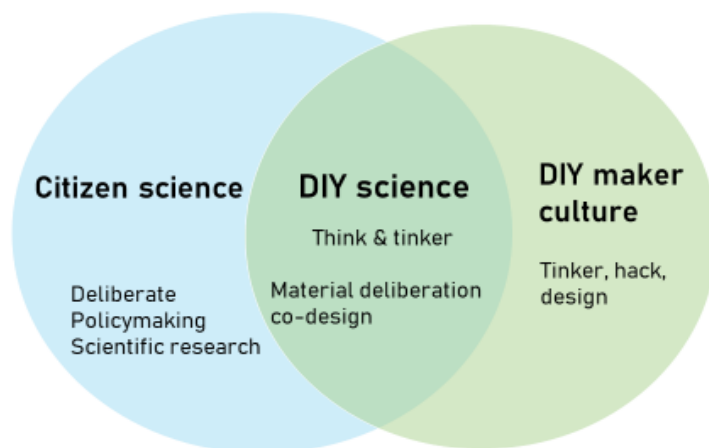 Citizen science
Deliberate
Policymaking
Scientific research
DIY science
Think & tinker
Material deliberation
co-design
DIY maker
culture
Tinker, hack,
design